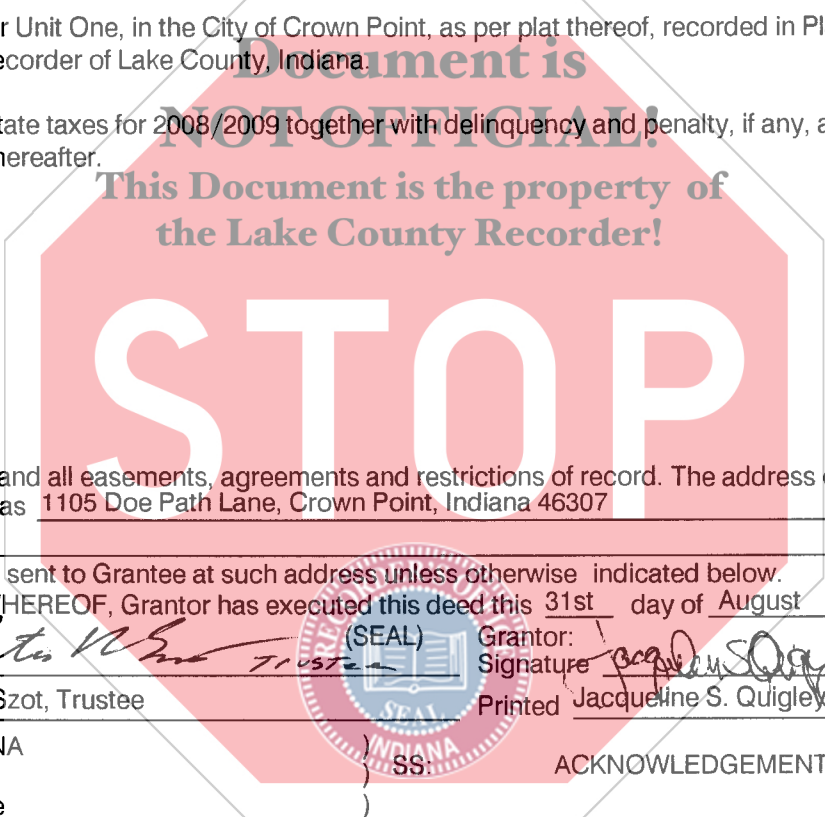 r Unit One, in the City of Crown Point, as per plat thereof, recorded in Pl
ecorder of Lake County, Indiana.
Document is
tate taxes for 2008/2009 together with delinquency and penalty, if any, a
NOT OFFICIAL!
hereafter.
This Document is the property of
the Lake County Recorder!
STOP
and all easements, agreements and restrictions of record. The address o
as 1105 Doe Path Lane, Crown Point, Indiana 46307
sent to Grantee at such address unless otherwise indicated below.
HEREOF, Grantor has executed this deed this 31st day of August
(SEAL) Grantor:
Trustee Signature
Szot, Trustee Printed Jacqueline S. Quigley
SEAL
INDIANA
NA ) SS: ACKNOWLEDGEMENT
)
e )